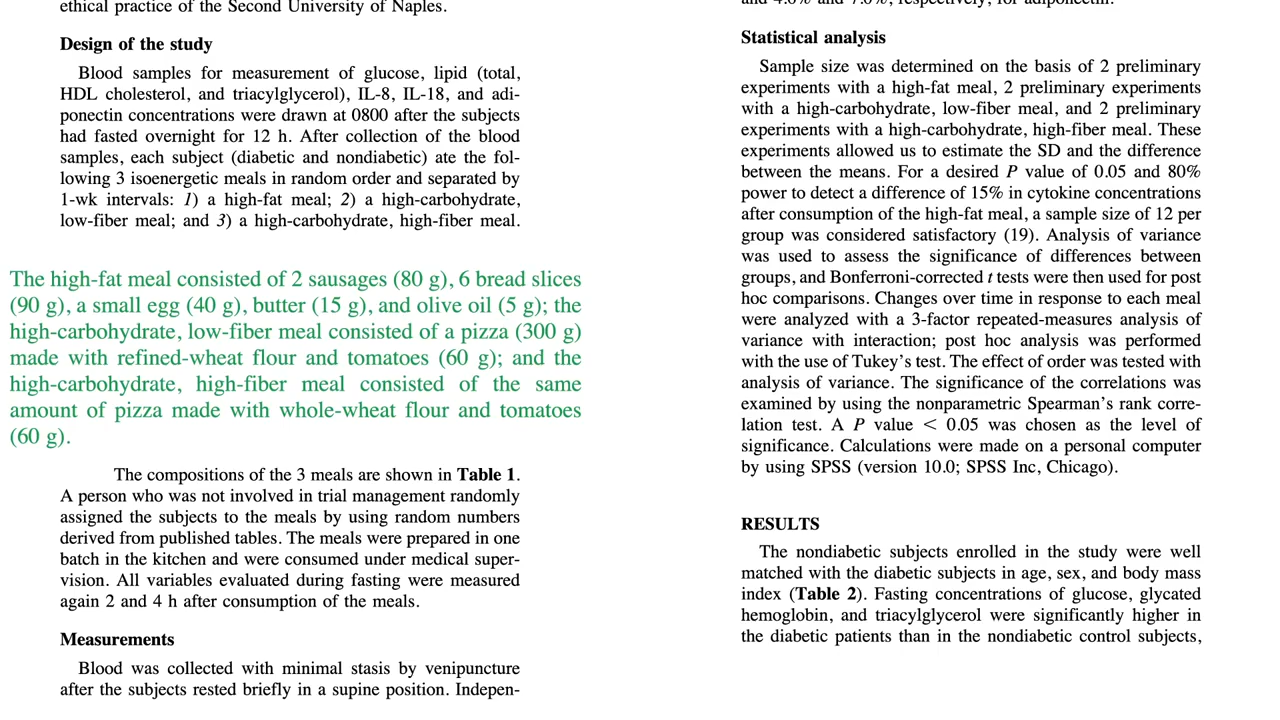 ethical practice of the Second University of Naples.
Design of the study
Blood samples for measurement of glucose, lipid (total,
HDL cholesterol, and triacylglycerol), IL-8, IL-18, and adi-
ponectin concentrations were drawn at 0800 after the subjects
had fasted overnight for 12 h. After collection of the blood
samples, each subject (diabetic and nondiabetic) ate the fol-
lowing 3 isoenergetic meals in random order and separated by
1-wk intervals: 1) a high-fat meal; 2) a high-carbohydrate,
low-fiber meal; and 3) a high-carbohydrate, high-fiber meal.
The high-fat meal consisted of 2 sausages (80 g), 6 bread slices
(90 g), a small egg (40 g), butter (15 g), and olive oil (5 g); the
high-carbohydrate, low-fiber meal consisted of a pizza (300 g)
made with refined-wheat flour and tomatoes (60 g); and the
high-carbohydrate, high-fiber meal consisted of the same
amount of pizza made with whole-wheat flour and tomatoes
(60 g).
The compositions of the 3 meals are shown in Table 1.
A person who was not involved in trial management randomly
assigned the subjects to the meals by using random numbers
derived from published tables. The meals were prepared in one
batch in the kitchen and were consumed under medical super-
vision. All variables evaluated during fasting were measured
again 2 and 4 h after consumption of the meals.
Measurements
Blood was collected with minimal stasis by venipuncture
after the subjects rested briefly in a supine position. Indepen-
and 4.6% and 7.6%, respectively, for adiponectin.
Statistical analysis
Sample size was determined on the basis of 2 preliminary
experiments with a high-fat meal, 2 preliminary experiments
with a high-carbohydrate, low-fiber meal, and 2 preliminary
experiments with a high-carbohydrate, high-fiber meal. These
experiments allowed us to estimate the SD and the difference
between the means. For a desired P value of 0.05 and 80%
power to detect a difference of 15% in cytokine concentrations
after consumption of the high-fat meal, a sample size of 12 per
group was considered satisfactory (19). Analysis of variance
was used to assess the significance of differences between
groups, and Bonferroni-corrected t tests were then used for post
hoc comparisons. Changes over time in response to each meal
were analyzed with a 3-factor repeated-measures analysis of
variance with interaction; post hoc analysis was performed
with the use of Tukey's test. The effect of order was tested with
analysis of variance. The significance of the correlations was
examined by using the nonparametric Spearman's rank corre-
lation test. A P value < 0.05 was chosen as the level of
significance. Calculations were made on a personal computer
by using SPSS (version 10.0; SPSS Inc, Chicago).
RESULTS
The nondiabetic subjects enrolled in the study were well
matched with the diabetic subjects in age, sex, and body mass
index (Table 2). Fasting concentrations of glucose, glycated
hemoglobin, and triacylglycerol were significantly higher in
the diabetic patients than in the nondiabetic control subjects,